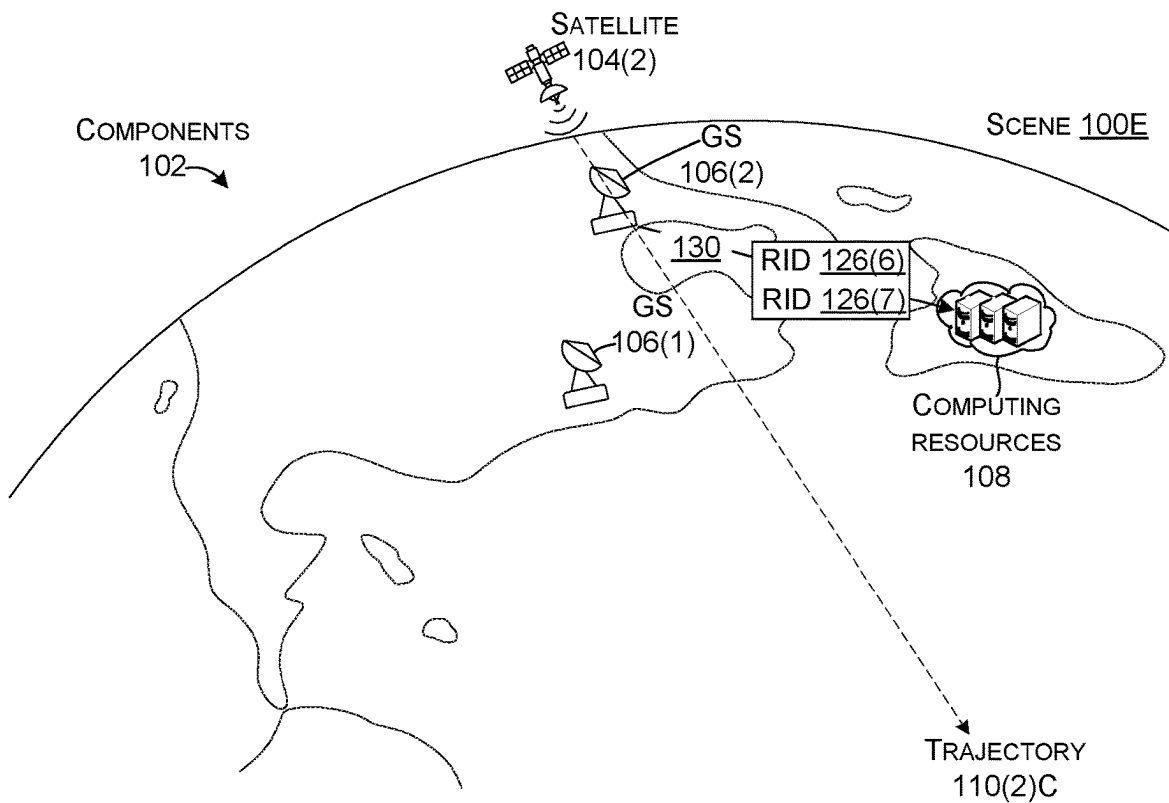 SATELLITE
104(2)
COMPONENTS
102
GS
106(2)
SCENE 100E
130
RID 126(6)
RID 126(7)
GS
106(1)
COMPUTING
RESOURCES
108
TRAJECTORY
110(2)C